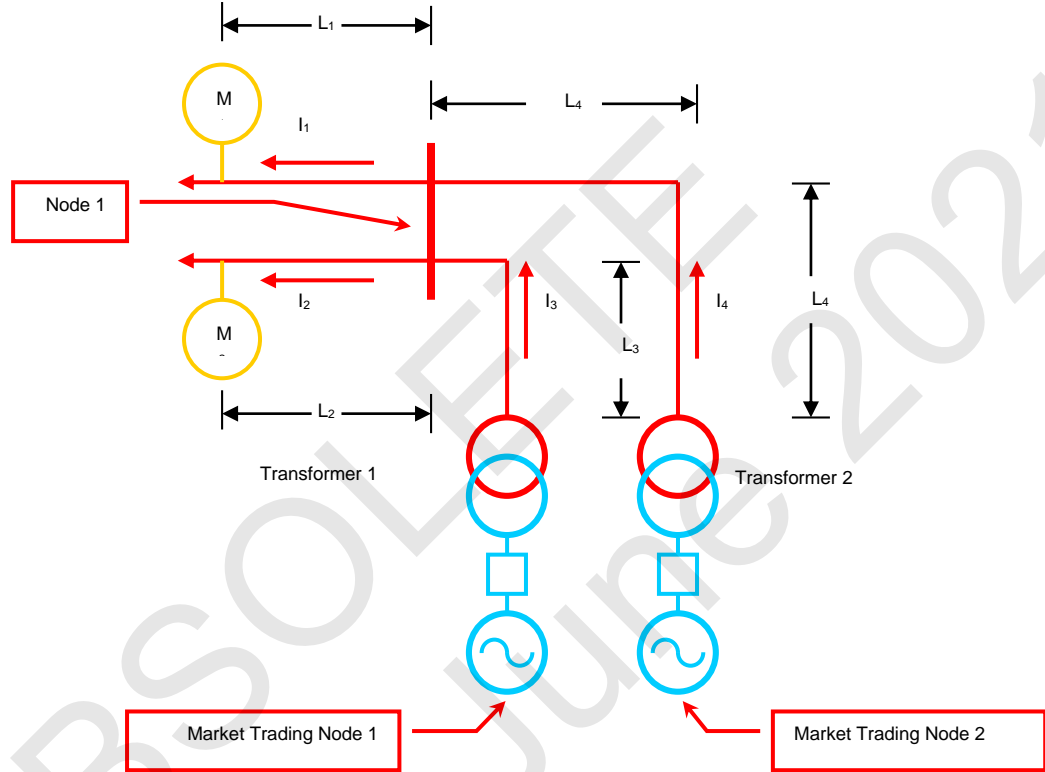 L1
M
L4
I1
Node 1
I2
I3
I4
L4
M
L3
L2
Transformer 1
Transformer 2
Market Trading Node 1
Market Trading Node 2
BSOLETE
June 202